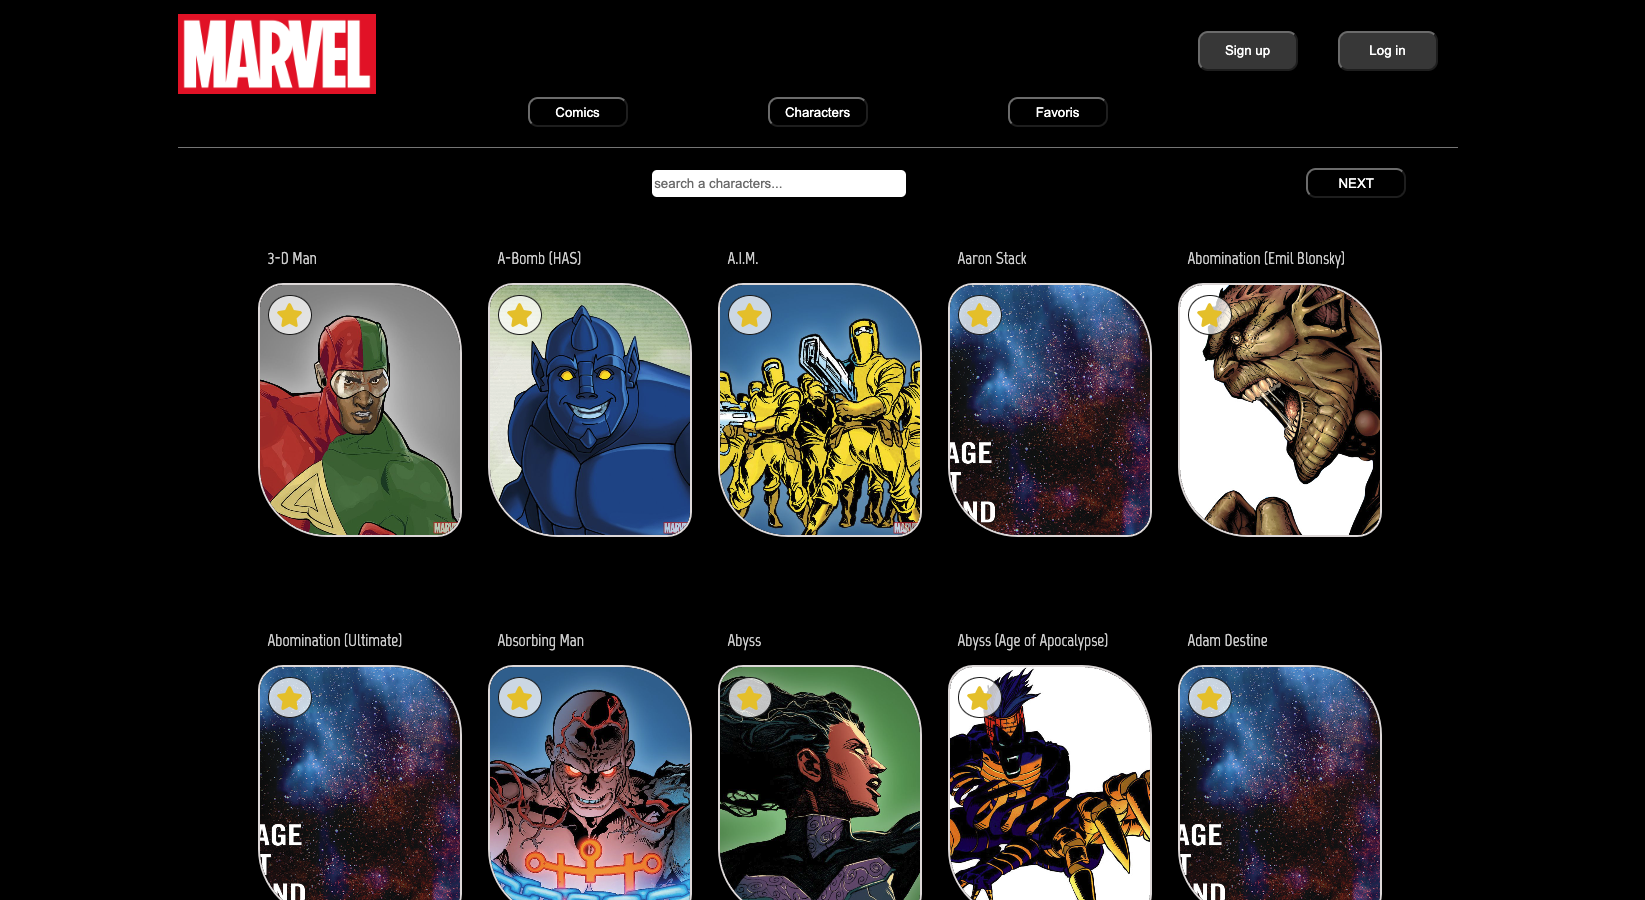 MARVEL
Sign up
Log in
Comics
Characters
Favoris
search a characters...
NEXT
3-D Man
A-Bomb (HAS)
A.I.M.
Aaron Stack
Abomination (Emil Blonsky)
AGE
T
ND
MARVEL
MARVEL
MARVEL
Abomination (Ultimate)
Absorbing Man
Abyss
Abyss (Age of Apocalypse)
Adam Destine
AGE
T
ND
AGE
T
ND